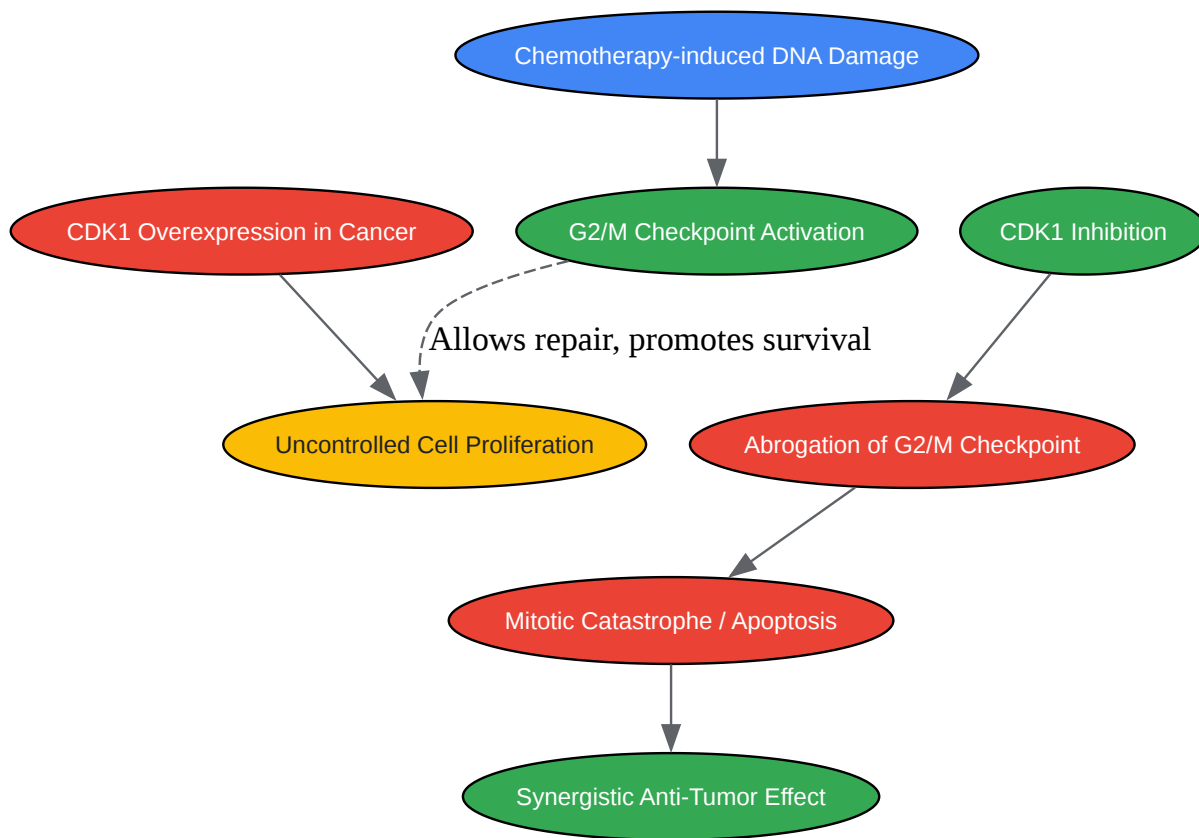 Chemotherapy-induced DNA Damage
CDK1 Overexpression in Cancer
G2/M Checkpoint Activation
CDK1 Inhibition
Allows repair, promotes survival
Uncontrolled Cell Proliferation
Abrogation of G2/M Checkpoint
Mitotic Catastrophe / Apoptosis
Synergistic Anti-Tumor Effect